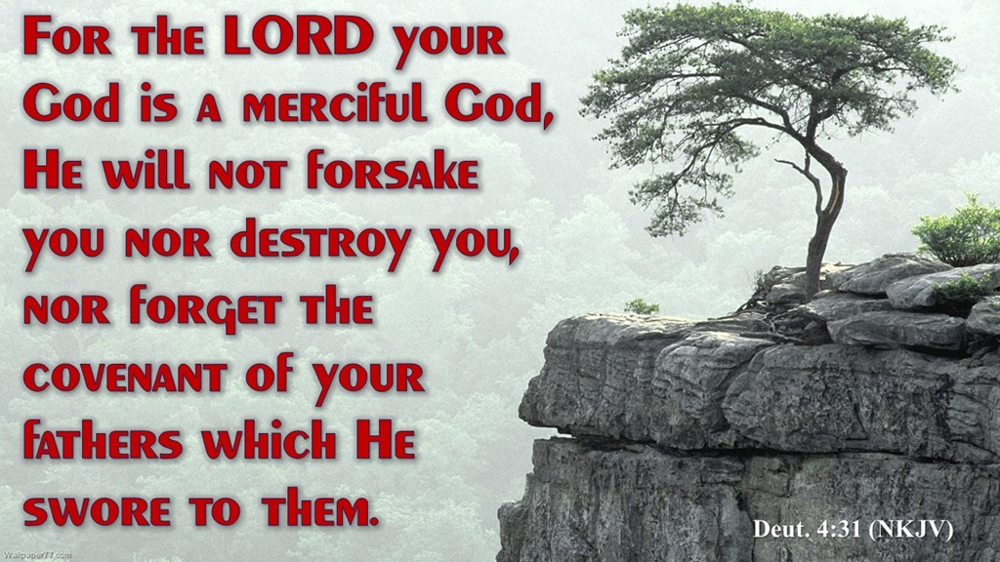 For the LORD your
God is a merciful God,
He will not forsake
you nor destroy you,
nor forget the
covenant of your
fathers which He
swore to them.
Deut. 4:31 (NKJV)
Wallpaper77.com